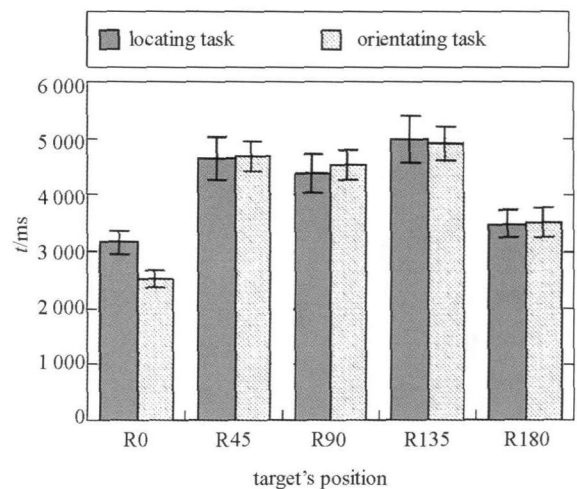 locating task orientating task
6 000
5 000
4 000
3 000
2 000
1 000
0
t/ms
R0 R45 R90 R135 R180
target's position